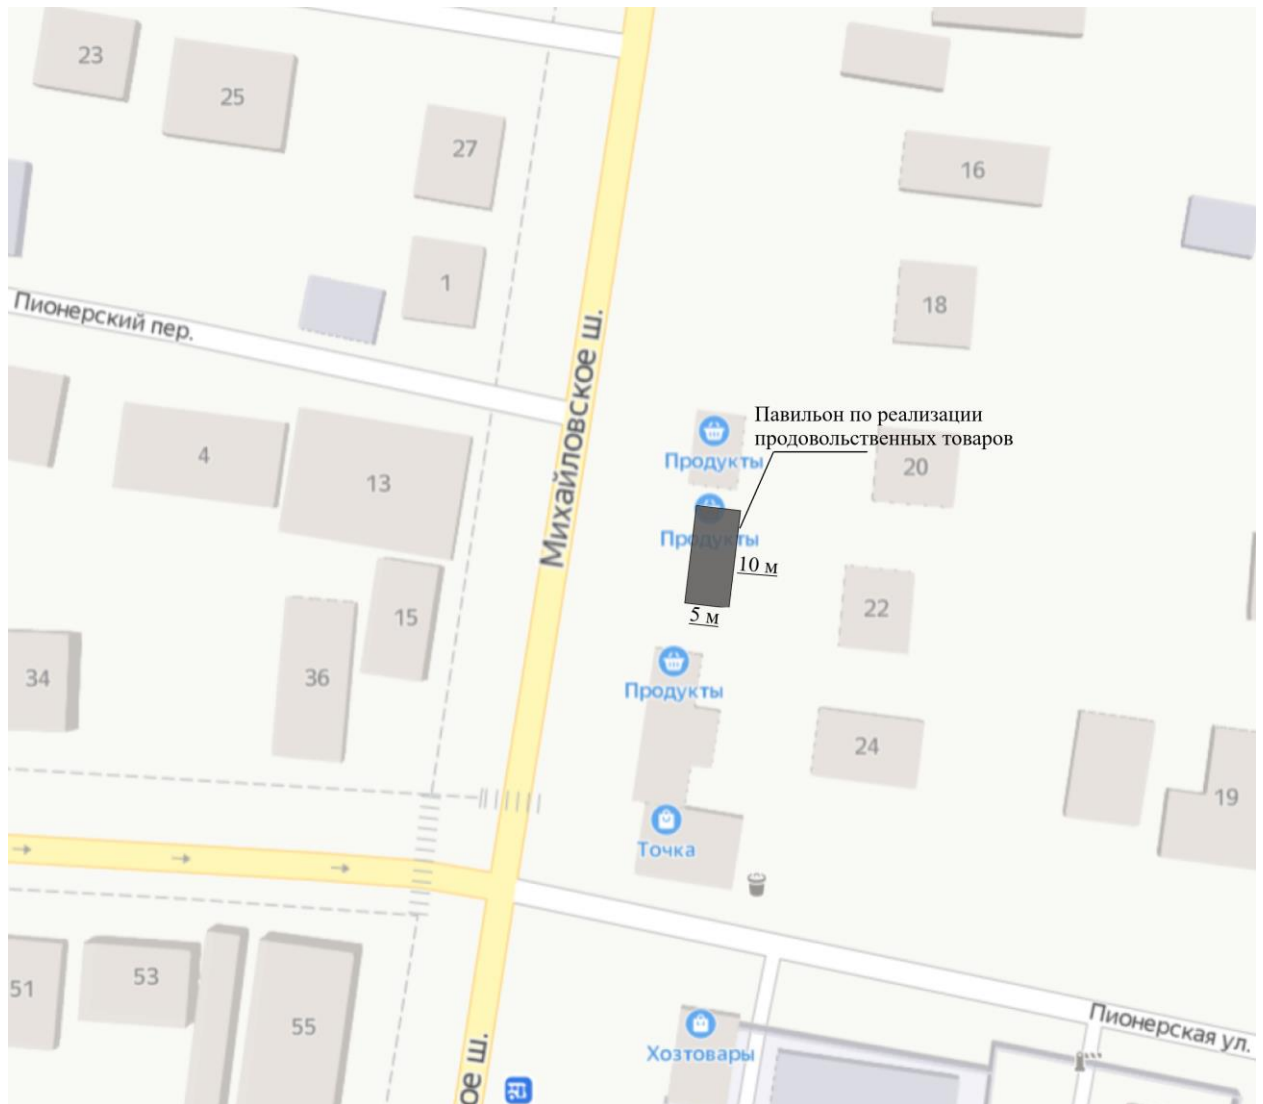 23
25
27
16
1
18
Пионерский пер.
Михайловское ш.
Павильон по реализации
продовольственных товаров
Продукты
20
4
13
Продукты
10 м
22
5 м
15
36
34
Продукты
24
19
Точка
51
53
55
Пионерская ул.
Хозтовары
ое ш.